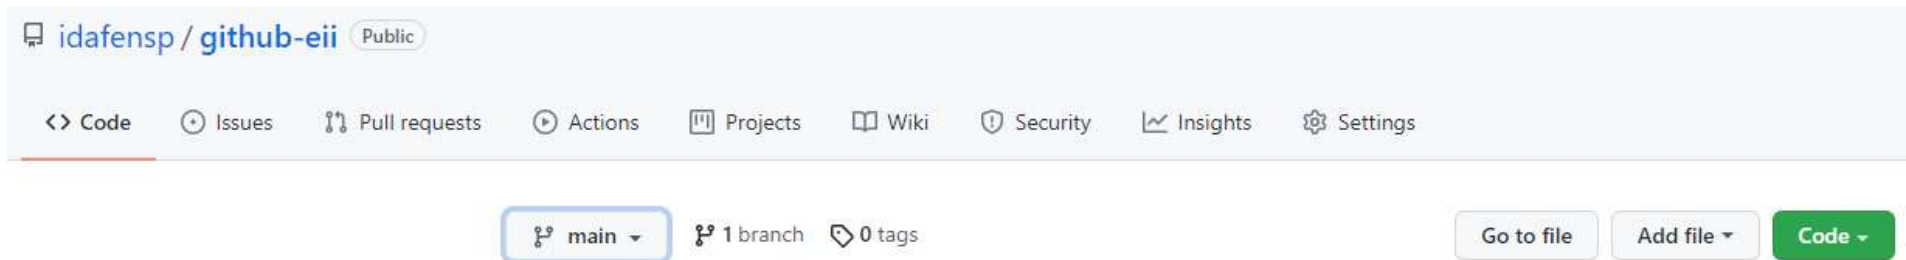 idafensp / github-eii Public
<> Code Issues Pull requests Actions Projects Wiki Security Insights Settings
main 1 branch 0 tags Go to file Add file Code